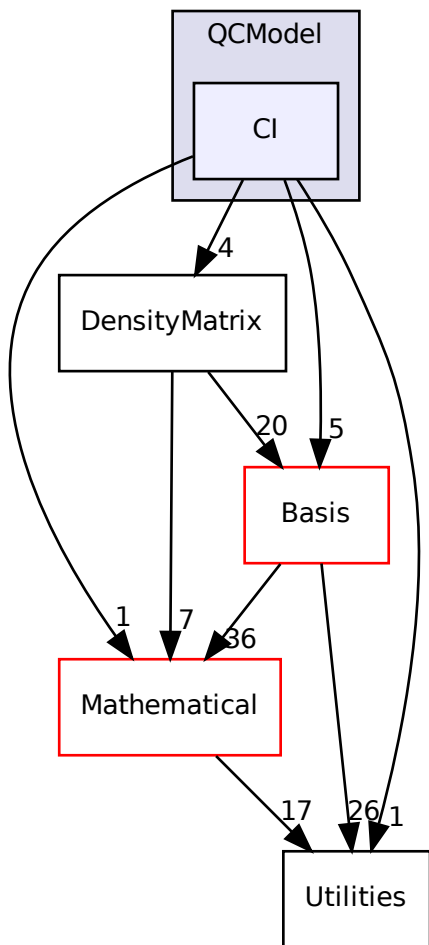 QCModel
CI
4
DensityMatrix
20
5
Basis
1
7
36
Mathematical
17
26
1
Utilities